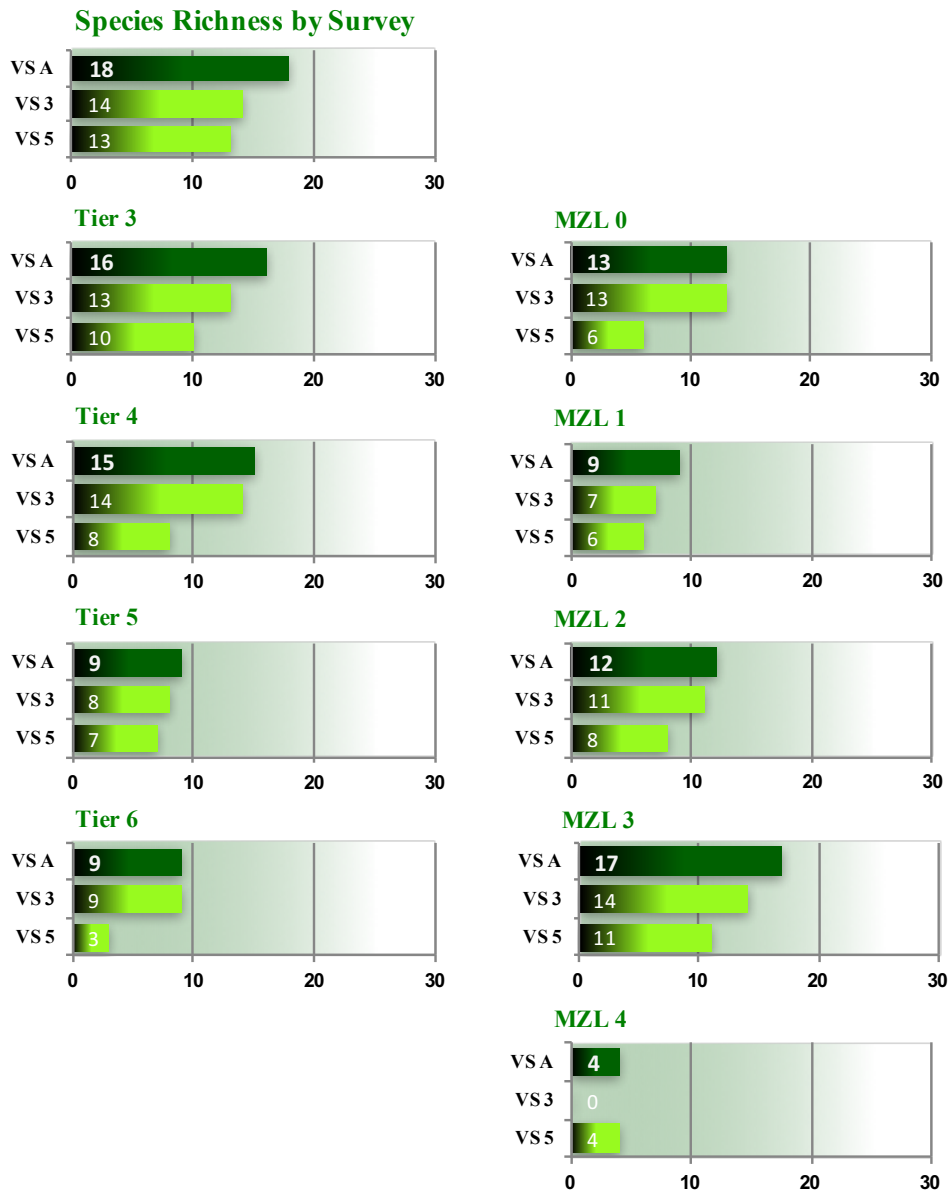 Species Richness by Survey
VS A 18
VS 3 14
VS 5 13
0 10 20 30
Tier 3
VS A 16
VS 3 13
VS 5 10
0 10 20 30
Tier 4
VS A 15
VS 3 14
VS 5 8
0 10 20 30
Tier 5
VS A 9
VS 3 8
VS 5 7
0 10 20 30
Tier 6
VS A 9
VS 3 9
VS 5 3
0 10 20 30
MZL 0
VS A 13
VS 3 13
VS 5 6
0 10 20 30
MZL 1
VS A 9
VS 3 7
VS 5 6
0 10 20 30
MZL 2
VS A 12
VS 3 11
VS 5 8
0 10 20 30
MZL 3
VS A 17
VS 3 14
VS 5 11
0 10 20 30
MZL 4
VS A 4
VS 3 0
VS 5 4
0 10 20 30